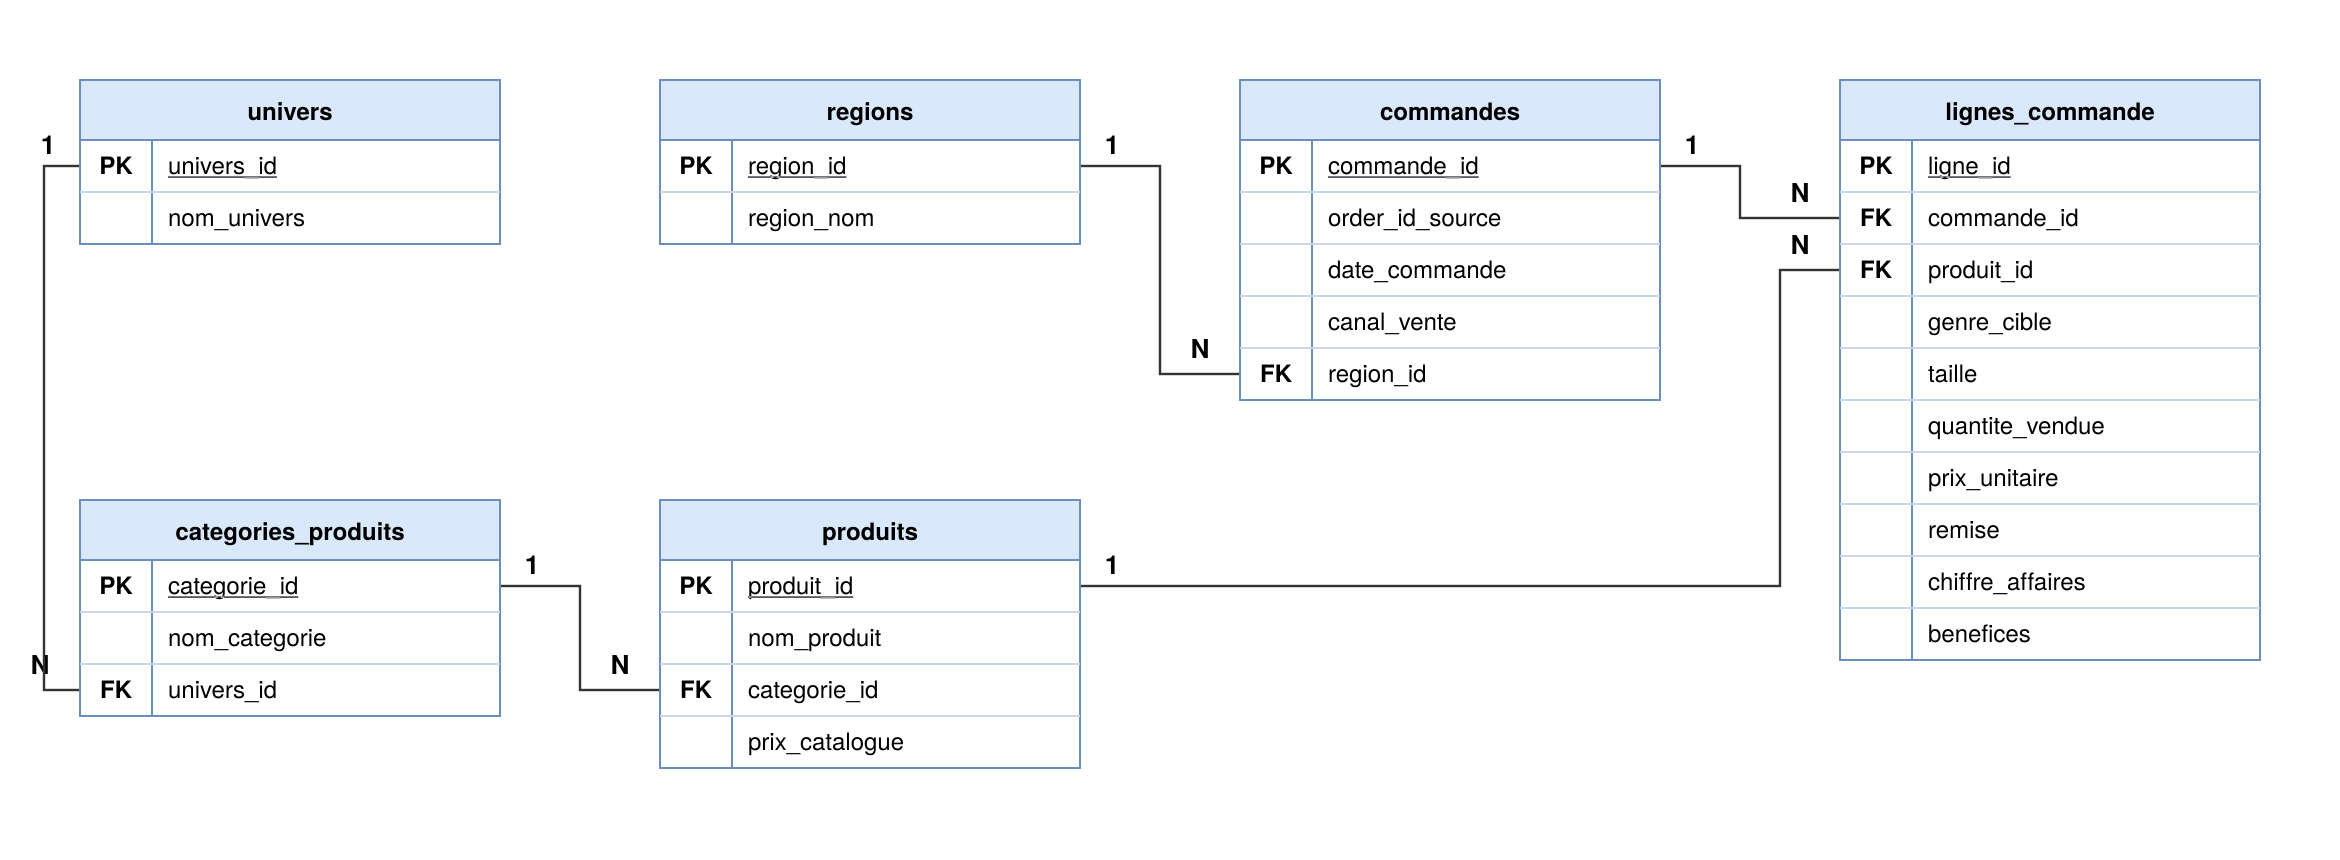 univers
1
PK univers_id
nom_univers
regions
1
PK region_id
region_nom
commandes
1
PK commande_id
order_id_source
date_commande
canal_vente
N
FK region_id
lignes_commande
PK ligne_id
N
FK commande_id
N
FK produit_id
genre_cible
taille
quantite_vendue
prix_unitaire
remise
chiffre_affaires
benefices
categories_produits
1
PK categorie_id
nom_categorie
N
FK univers_id
produits
1
PK produit_id
nom_produit
N
FK categorie_id
prix_catalogue